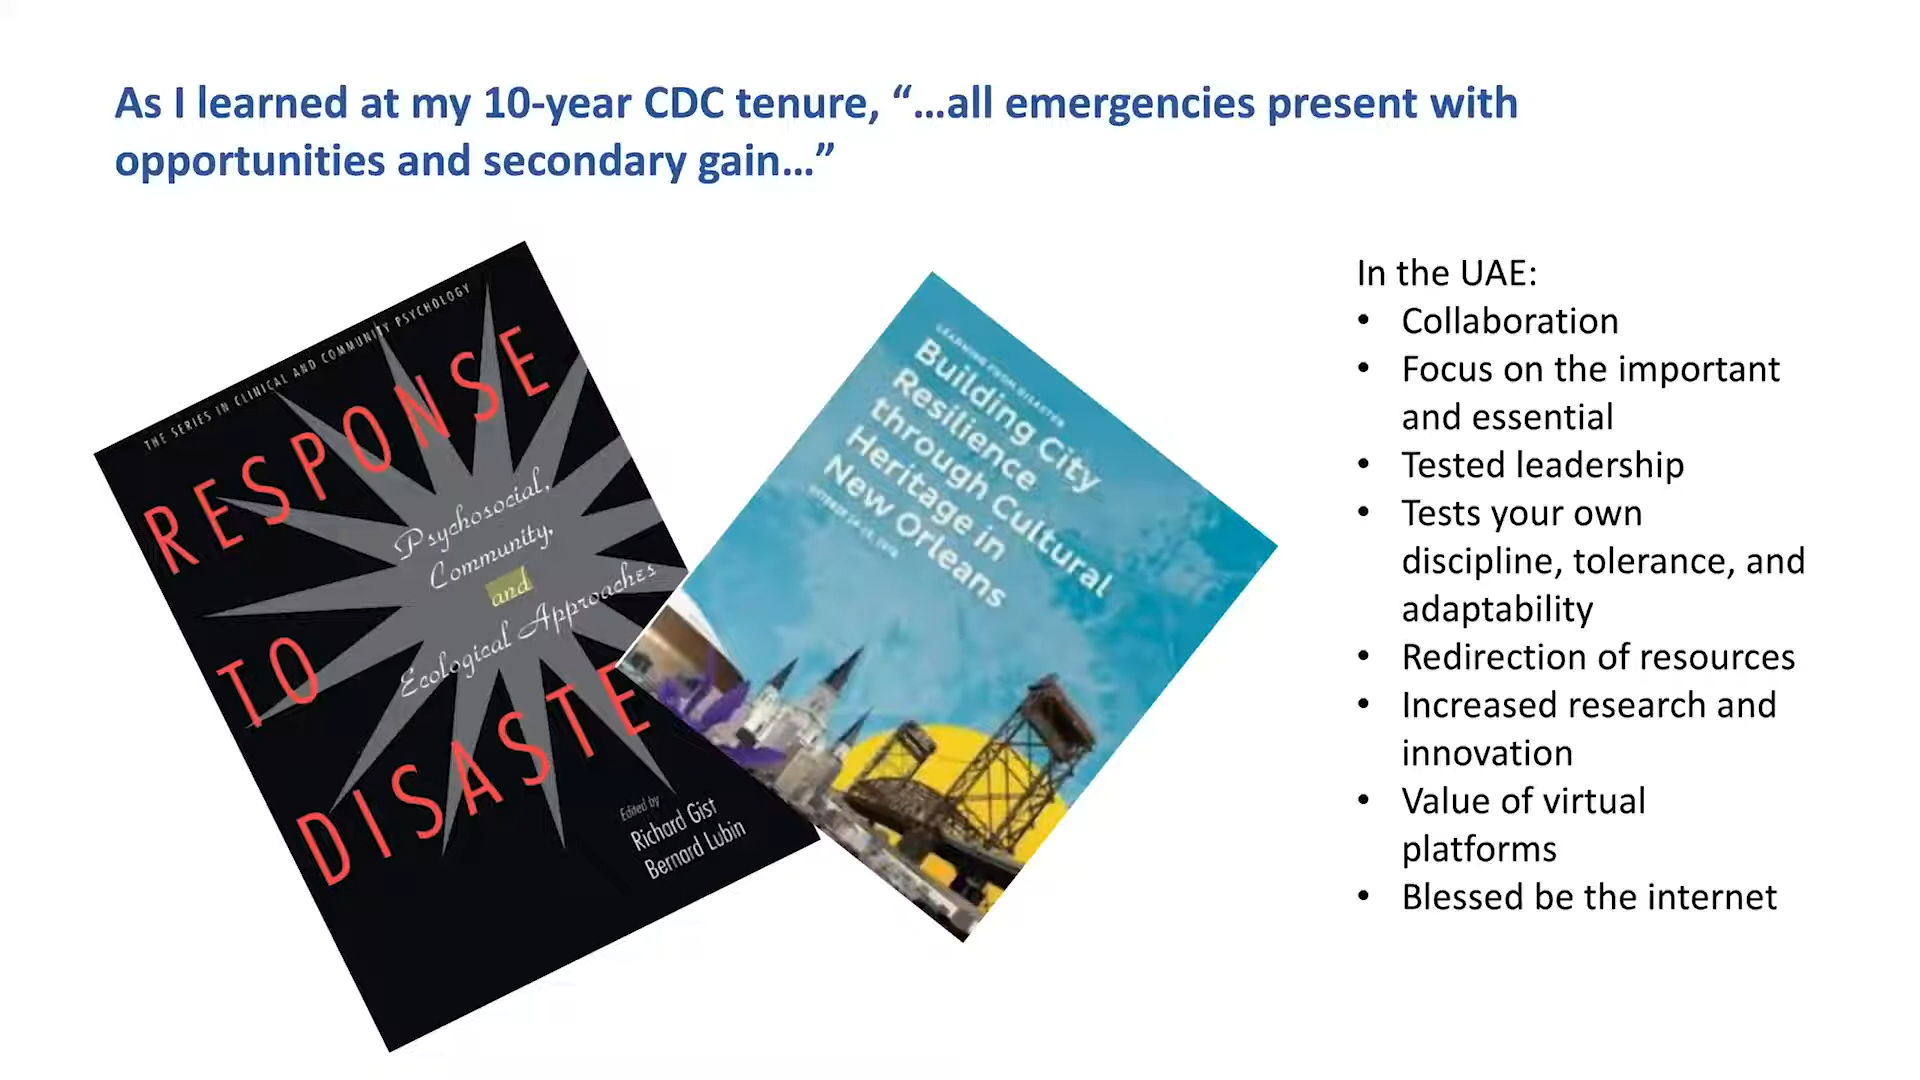 As I learned at my 10-year CDC tenure, “…all emergencies present with
opportunities and secondary gain…”
THE SERIES IN CLINICAL AND COMMUNITY PSYCHOLOGY
RESPONSE
Psychosocial,
Community,
and
Ecological Approaches
TO
DISASTE
Edited by
Richard Gist
Bernard Lubin
LEARNING FROM DISASTER
Building City
Resilience
through Cultural
Heritage in
New Orleans
In the UAE:
• Collaboration
• Focus on the important
and essential
• Tested leadership
• Tests your own
discipline, tolerance, and
adaptability
• Redirection of resources
• Increased research and
innovation
• Value of virtual
platforms
• Blessed be the internet